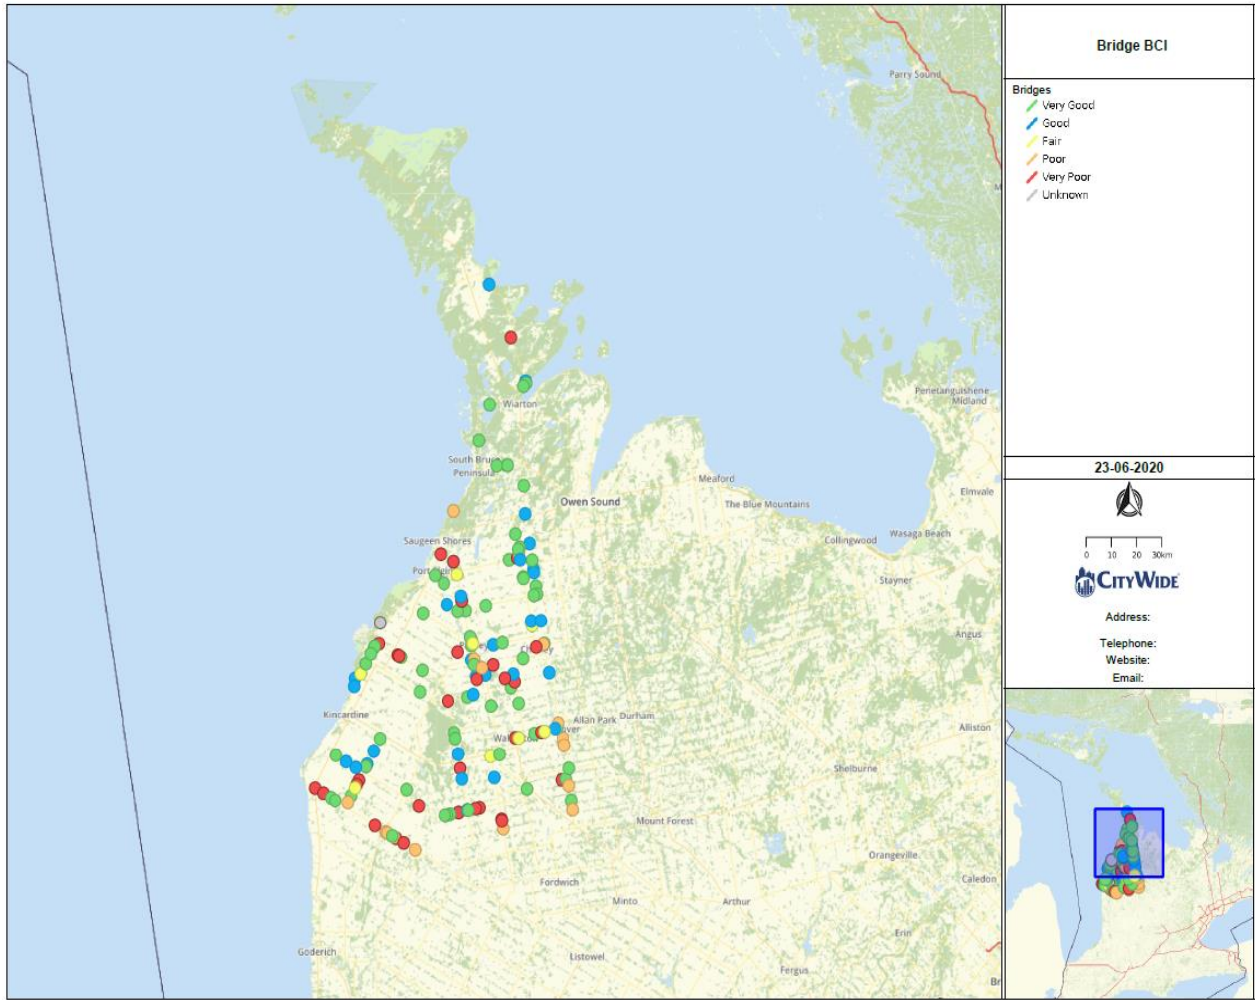 Bridge BCI
Bridges
Very Good
Good
Fair
Poor
Very Poor
Unknown
23-06-2020
0 10 20 30km
CITYWIDE
Address:
Telephone:
Website:
Email:
Parry Sound
Penetanguishene
Midland
Wiarton
South Bruce
Peninsula
Meaford
Elmvale
Owen Sound
The Blue Mountains
Wasaga Beach
Saugeen Shores
Collingwood
Stayner
Angus
Kincardine
Allan Park
Durham
Alliston
Shelburne
Mount Forest
Orangeville
Fordwich
Caledon
Minto
Arthur
Erin
Goderich
Listowel
Fergus